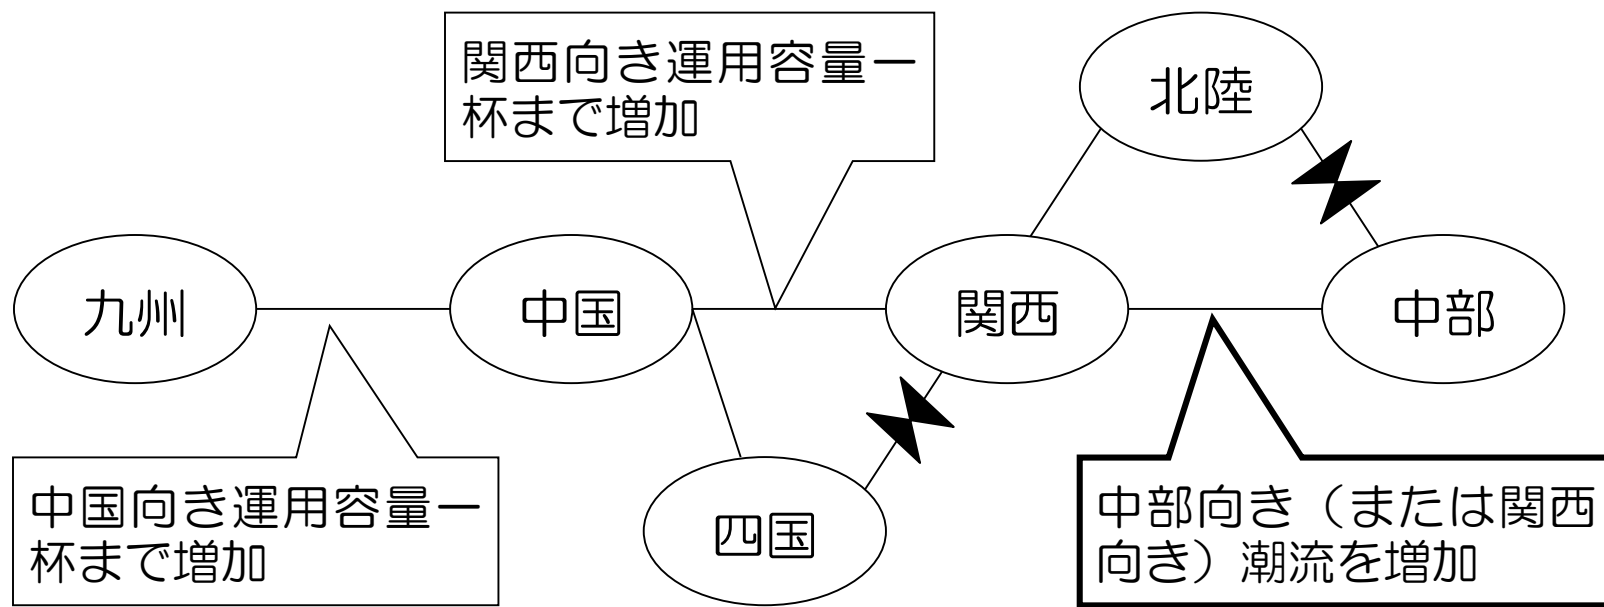 関西向き運用容量一
杯まで増加
北陸
九州
中国
関西
中部
中国向き運用容量一
杯まで増加
四国
中部向き（または関西
向き）潮流を増加